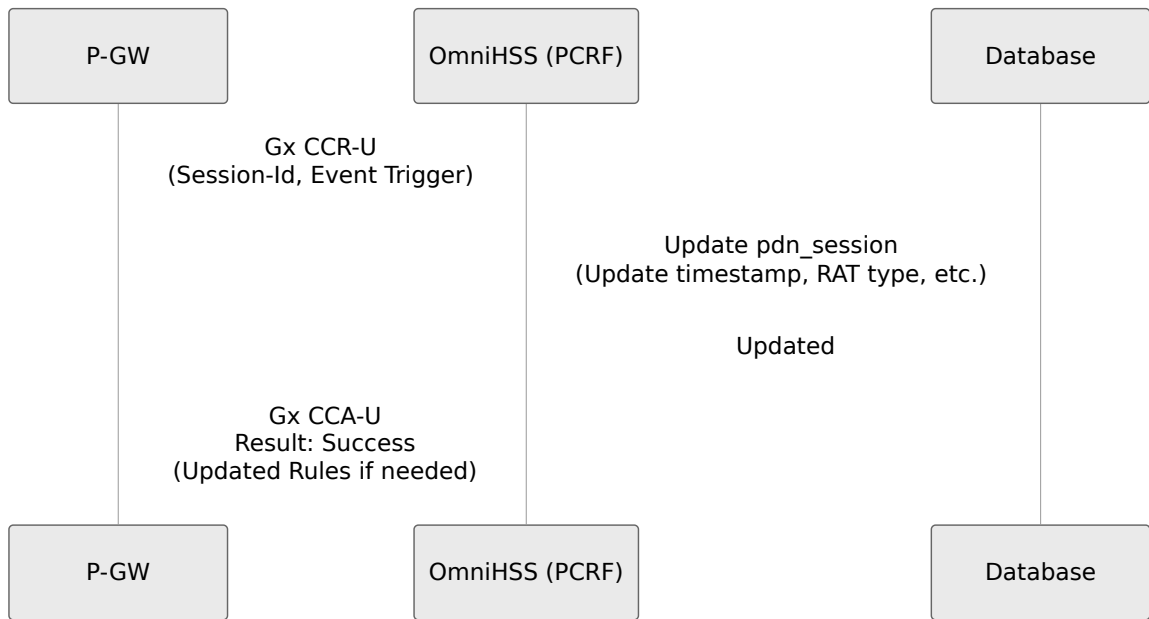 P-GW
OmniHSS (PCRF)
Database
Gx CCR-U
(Session-Id, Event Trigger)
Update pdn_session
(Update timestamp, RAT type, etc.)
Updated
Gx CCA-U
Result: Success
(Updated Rules if needed)
P-GW
OmniHSS (PCRF)
Database